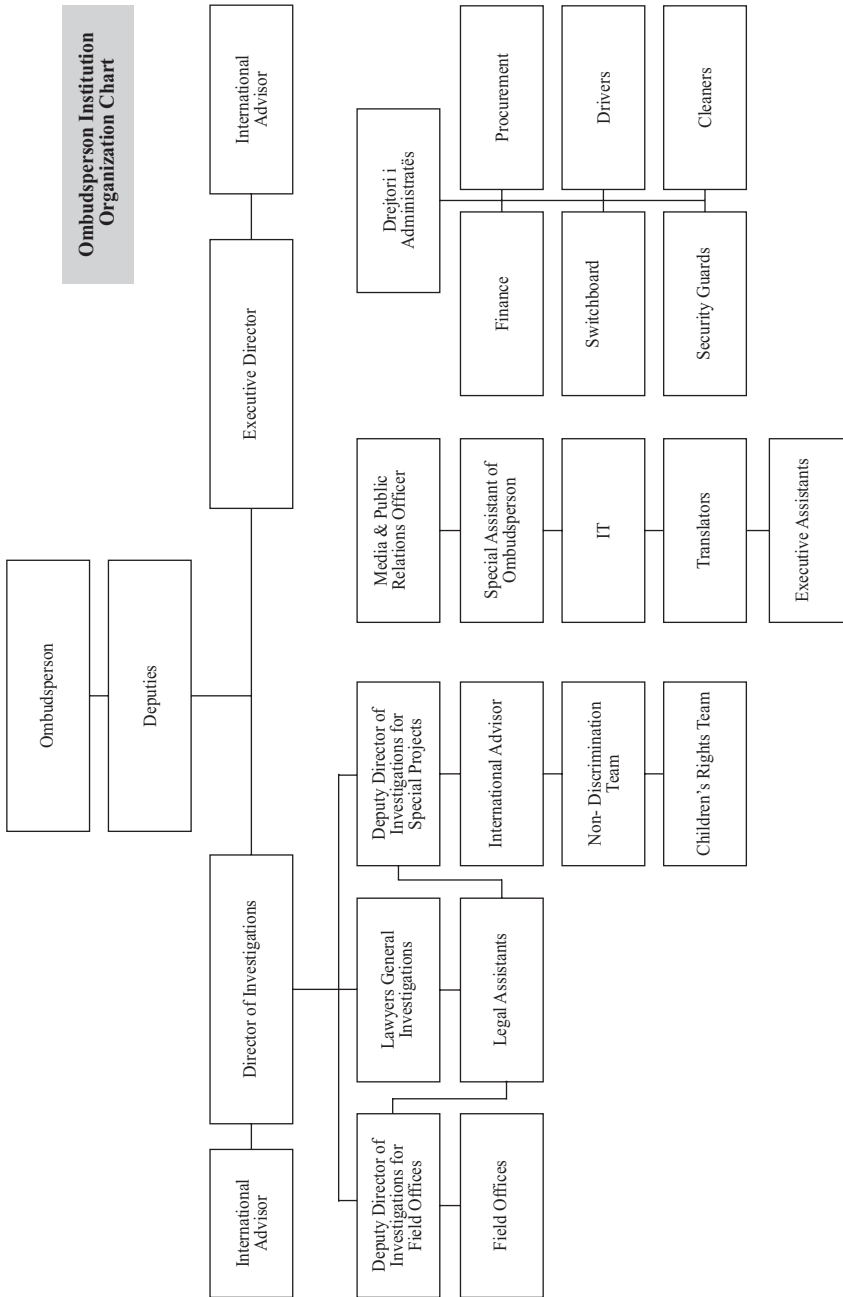 Ombudsperson Institution
Organization Chart
Ombudsperson
Deputies
International
Advisor
Director of Investigations
Executive Director
International
Advisor
Deputy Director of
Investigations for
Field Offices
Lawyers General
Investigations
Deputy Director of
Investigations for
Special Projects
Media & Public
Relations Officer
Drejtori i
Administratës
Field Offices
Legal Assistants
International Advisor
Special Assistant of
Ombudsperson
Finance
Procurement
Non- Discrimination
Team
IT
Switchboard
Drivers
Children’s Rights Team
Translators
Security Guards
Cleaners
Executive Assistants